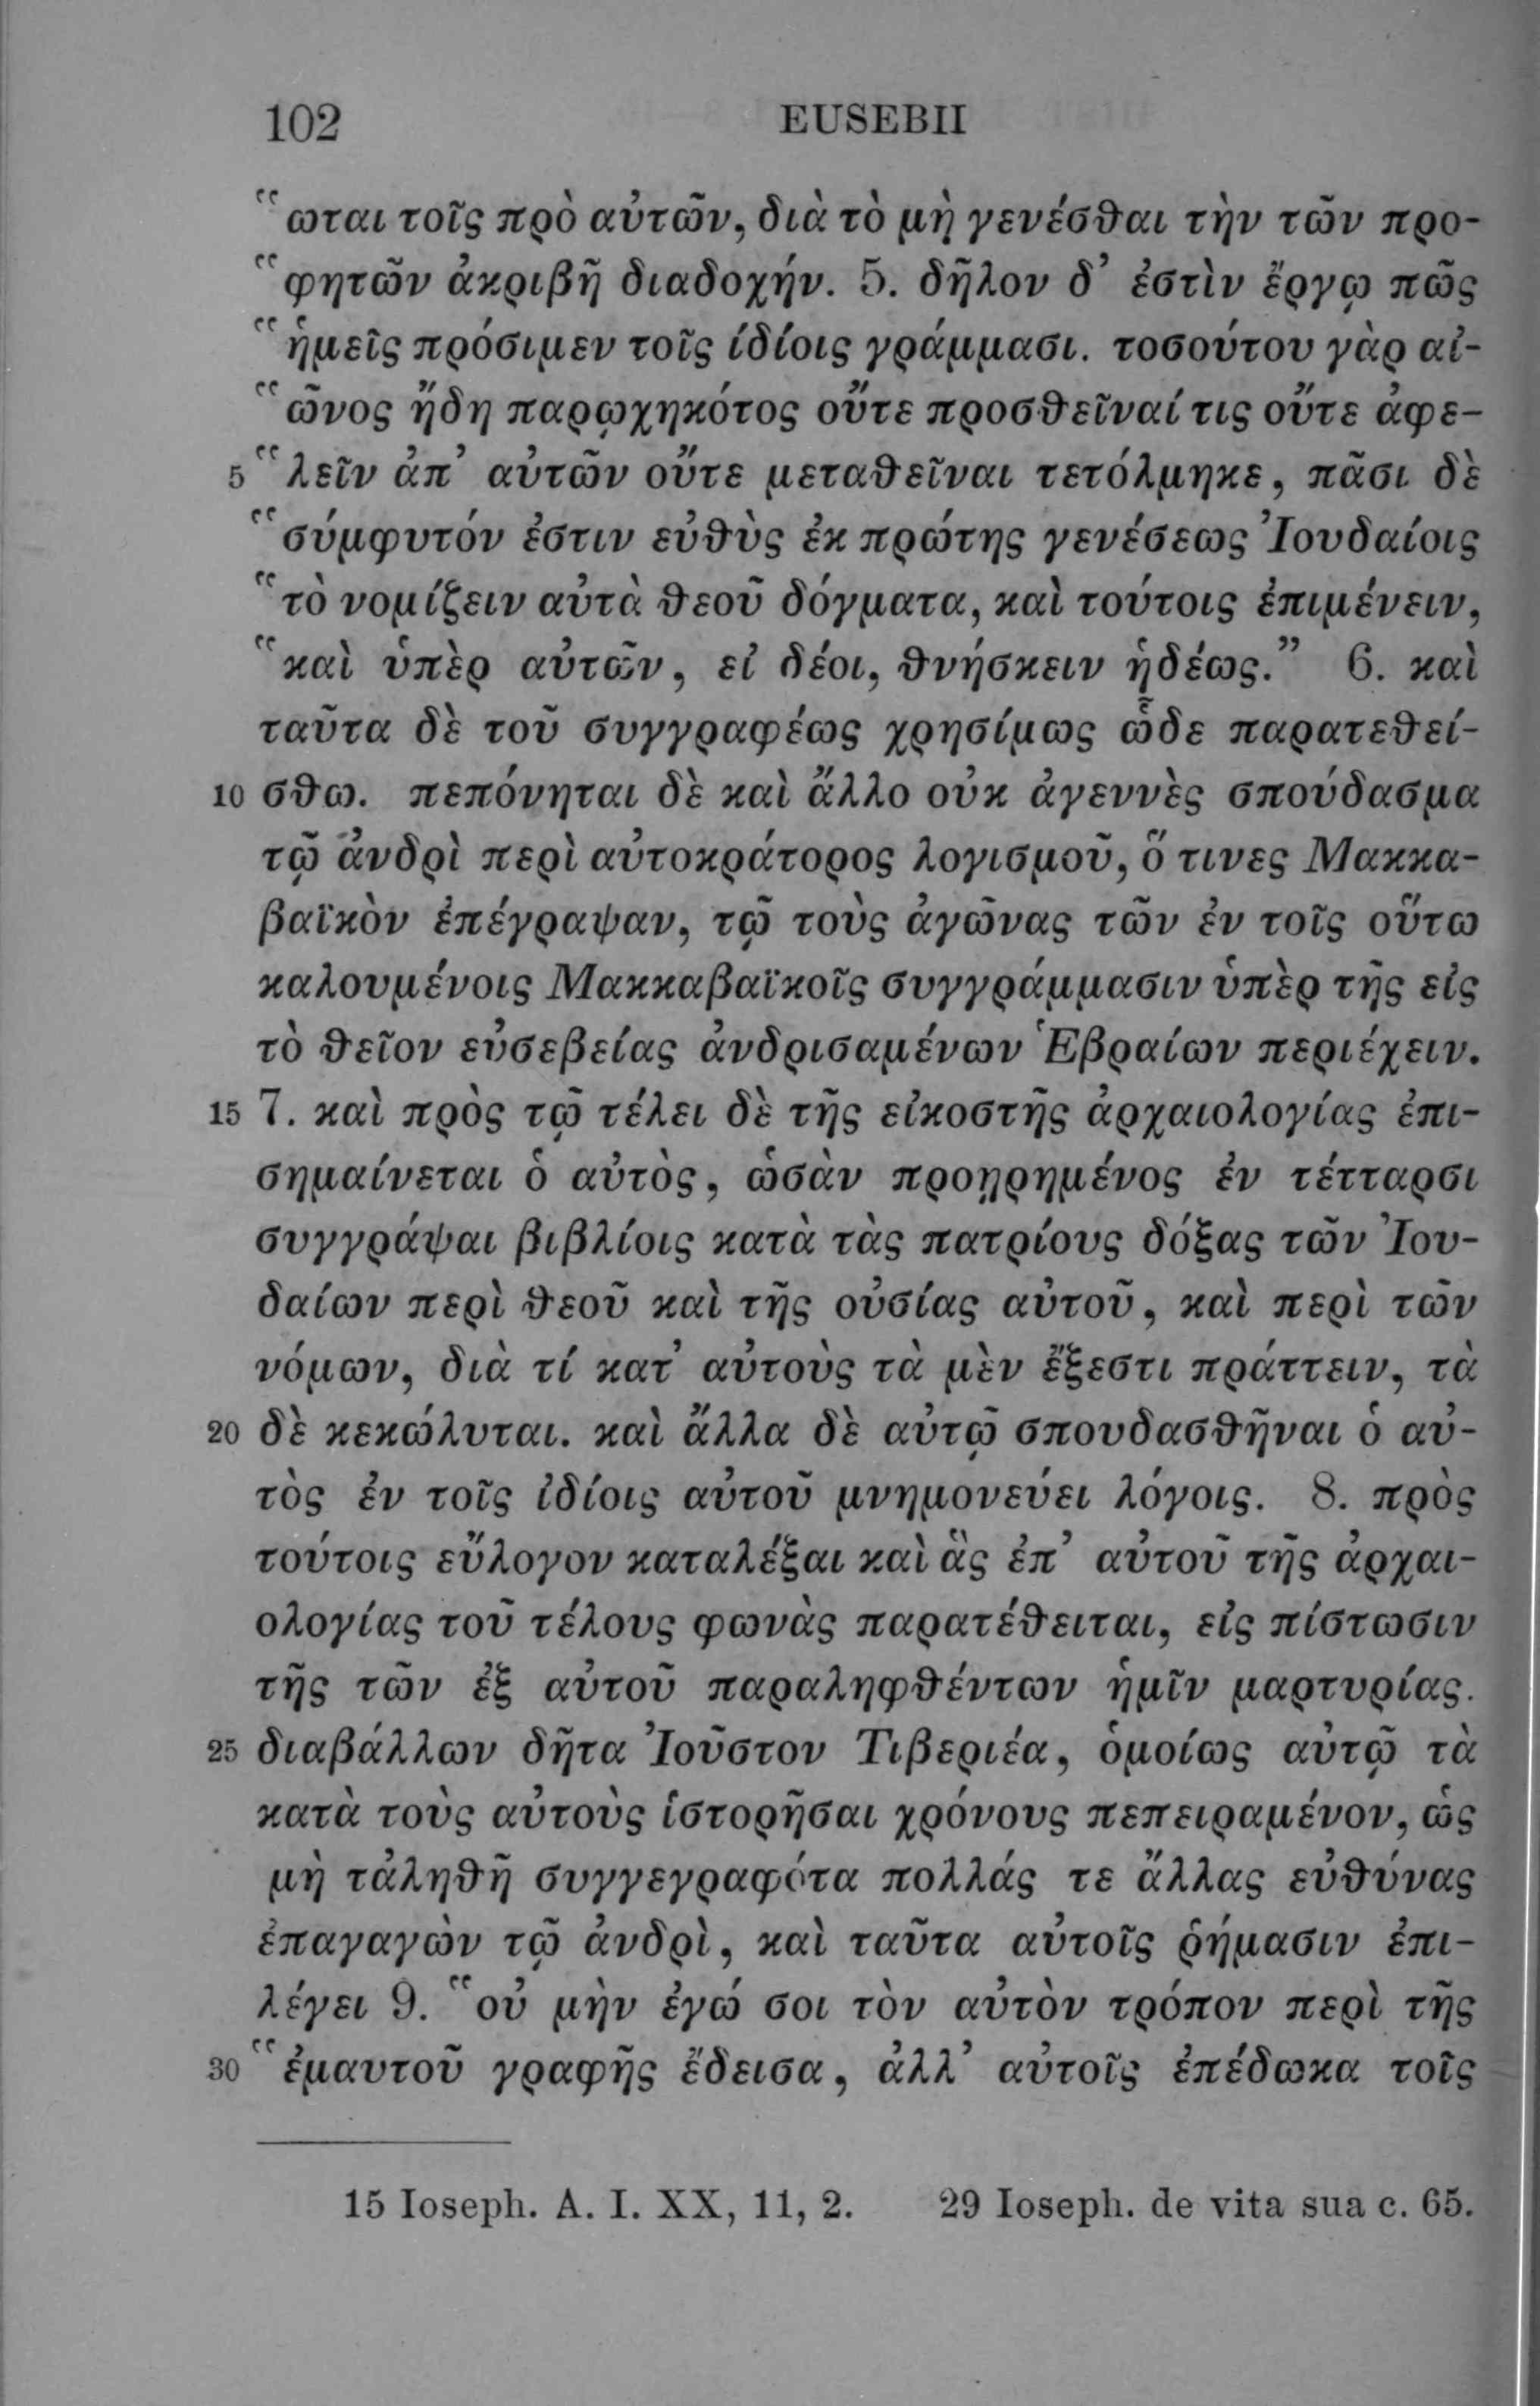 102 EUSEBII
“ωται τοῖς πρὸ αὐτῶν, διὰ τὸ μὴ γενέσθαι τὴν τῶν προ-
“φητῶν ἀκριβῆ διαδοχήν. 5. δῆλον δ’ ἐστὶν ἔργῳ πῶς
“ἡμεῖς πρόσιμεν τοῖς ἰδίοις γράμμασι. τοσούτου γὰρ αἰ-
“ῶνος ἤδη παρῳχηκότος οὔτε προσθεῖναί τις οὔτε ἀφε-
5 “λεῖν ἀπ’ αὐτῶν οὔτε μεταθεῖναι τετόλμηκε, πᾶσι δὲ
“σύμφυτόν ἐστιν εὐθὺς ἐκ πρώτης γενέσεως Ἰουδαίοις
“τὸ νομίζειν αὐτὰ θεοῦ δόγματα, καὶ τούτοις ἐπιμένειν,
“καὶ ὑπὲρ αὐτῶν, εἰ δέοι, θνήσκειν ἡδέως.” 6. καὶ
ταῦτα δὲ τοῦ συγγραφέως χρησίμως ὧδε παρατεθεί-
10 σθω. πεπόνηται δὲ καὶ ἄλλο οὐκ ἀγεννὲς σπούδασμα
τῷ ἀνδρὶ περὶ αὐτοκράτορος λογισμοῦ, ὅ τινες Μακκα-
βαϊκὸν ἐπέγραψαν, τῷ τοὺς ἀγῶνας τῶν ἐν τοῖς οὕτω
καλουμένοις Μακκαβαϊκοῖς συγγράμμασιν ὑπὲρ τῆς εἰς
τὸ θεῖον εὐσεβείας ἀνδρισαμένων Ἑβραίων περιέχειν.
15 7. καὶ πρὸς τῷ τέλει δὲ τῆς εἰκοστῆς ἀρχαιολογίας ἐπι-
σημαίνεται ὁ αὐτὸς, ὡσὰν προῃρημένος ἐν τέτταρσι
συγγράψαι βιβλίοις κατὰ τὰς πατρίους δόξας τῶν Ἰου-
δαίων περὶ θεοῦ καὶ τῆς οὐσίας αὐτοῦ, καὶ περὶ τῶν
νόμων, διὰ τί κατ’ αὐτοὺς τὰ μὲν ἔξεστι πράττειν, τὰ
20 δὲ κεκώλυται. καὶ ἄλλα δὲ αὐτῷ σπουδασθῆναι ὁ αὐ-
τὸς ἐν τοῖς ἰδίοις αὐτοῦ μνημονεύει λόγοις. 8. πρὸς
τούτοις εὔλογον καταλέξαι καὶ ἃς ἐπ’ αὐτοῦ τῆς ἀρχαι-
ολογίας τοῦ τέλους φωνὰς παρατέθειται, εἰς πίστωσιν
τῆς τῶν ἐξ αὐτοῦ παραληφθέντων ἡμῖν μαρτυρίας.
25 διαβάλλων δῆτα Ἰοῦστον Τιβεριέα, ὁμοίως αὐτῷ τὰ
κατὰ τοὺς αὐτοὺς ἱστορῆσαι χρόνους πεπειραμένον, ὡς
μὴ τἀληθῆ συγγεγραφότα πολλάς τε ἄλλας εὐθύνας
ἐπαγαγὼν τῷ ἀνδρὶ, καὶ ταῦτα αὐτοῖς ῥήμασιν ἐπι-
λέγει 9. “οὐ μὴν ἐγώ σοι τὸν αὐτὸν τρόπον περὶ τῆς
30 “ἐμαυτοῦ γραφῆς ἔδεισα, ἀλλ’ αὐτοῖς ἐπέδωκα τοῖς
15 Ioseph. A. I. XX, 11, 2. 29 Ioseph. de vita sua c. 65.